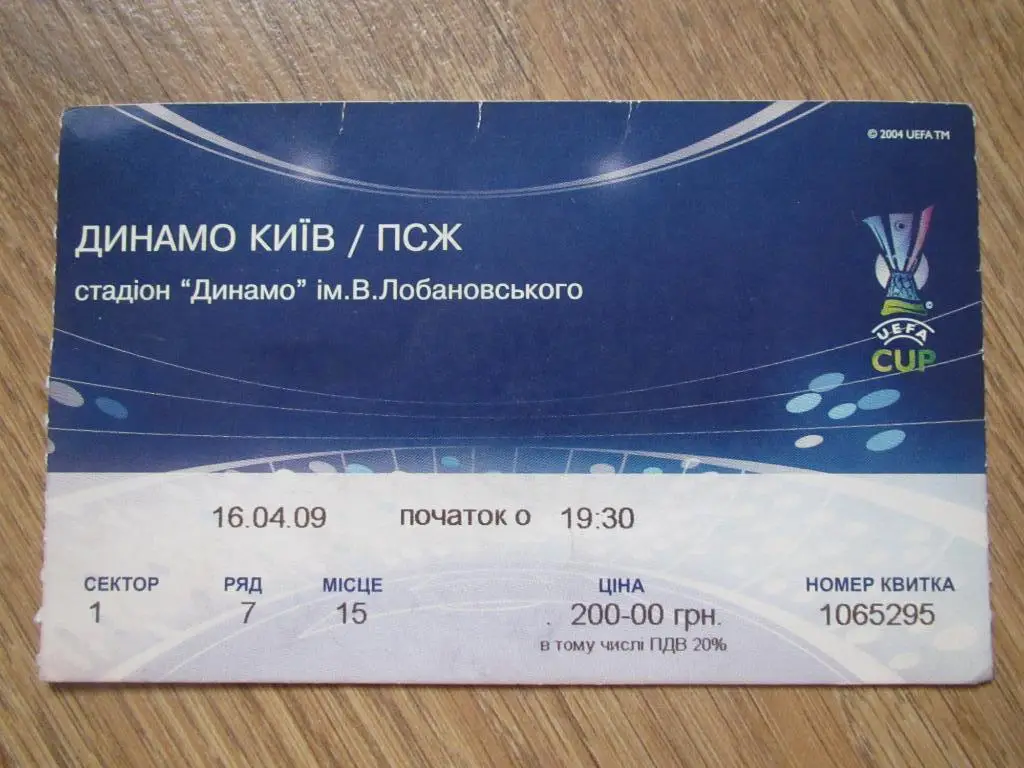 © 2004 UEFA TM
ДИНАМО КИЇВ / ПСЖ
стадіон “Динамо” ім.В.Лобановського
UEFA
CUP
16.04.09 початок о 19:30
СЕКТОР РЯД МІСЦЕ ЦІНА НОМЕР КВИТКА
1 7 15 200-00 грн. 1065295
в тому числі ПДВ 20%